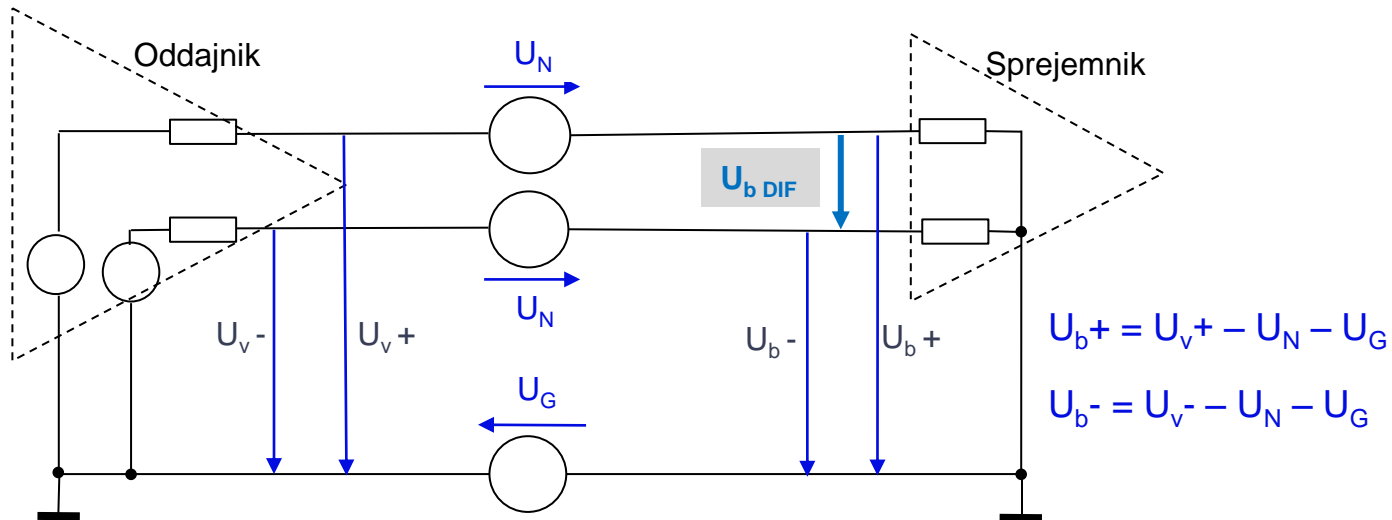 Oddajnik
U_N
Sprejemnik
U_b DIF
U_N
U_v - U_v +
U_b - U_b +
U_b+ = U_v+ – U_N – U_G
U_G
U_b- = U_v- – U_N – U_G